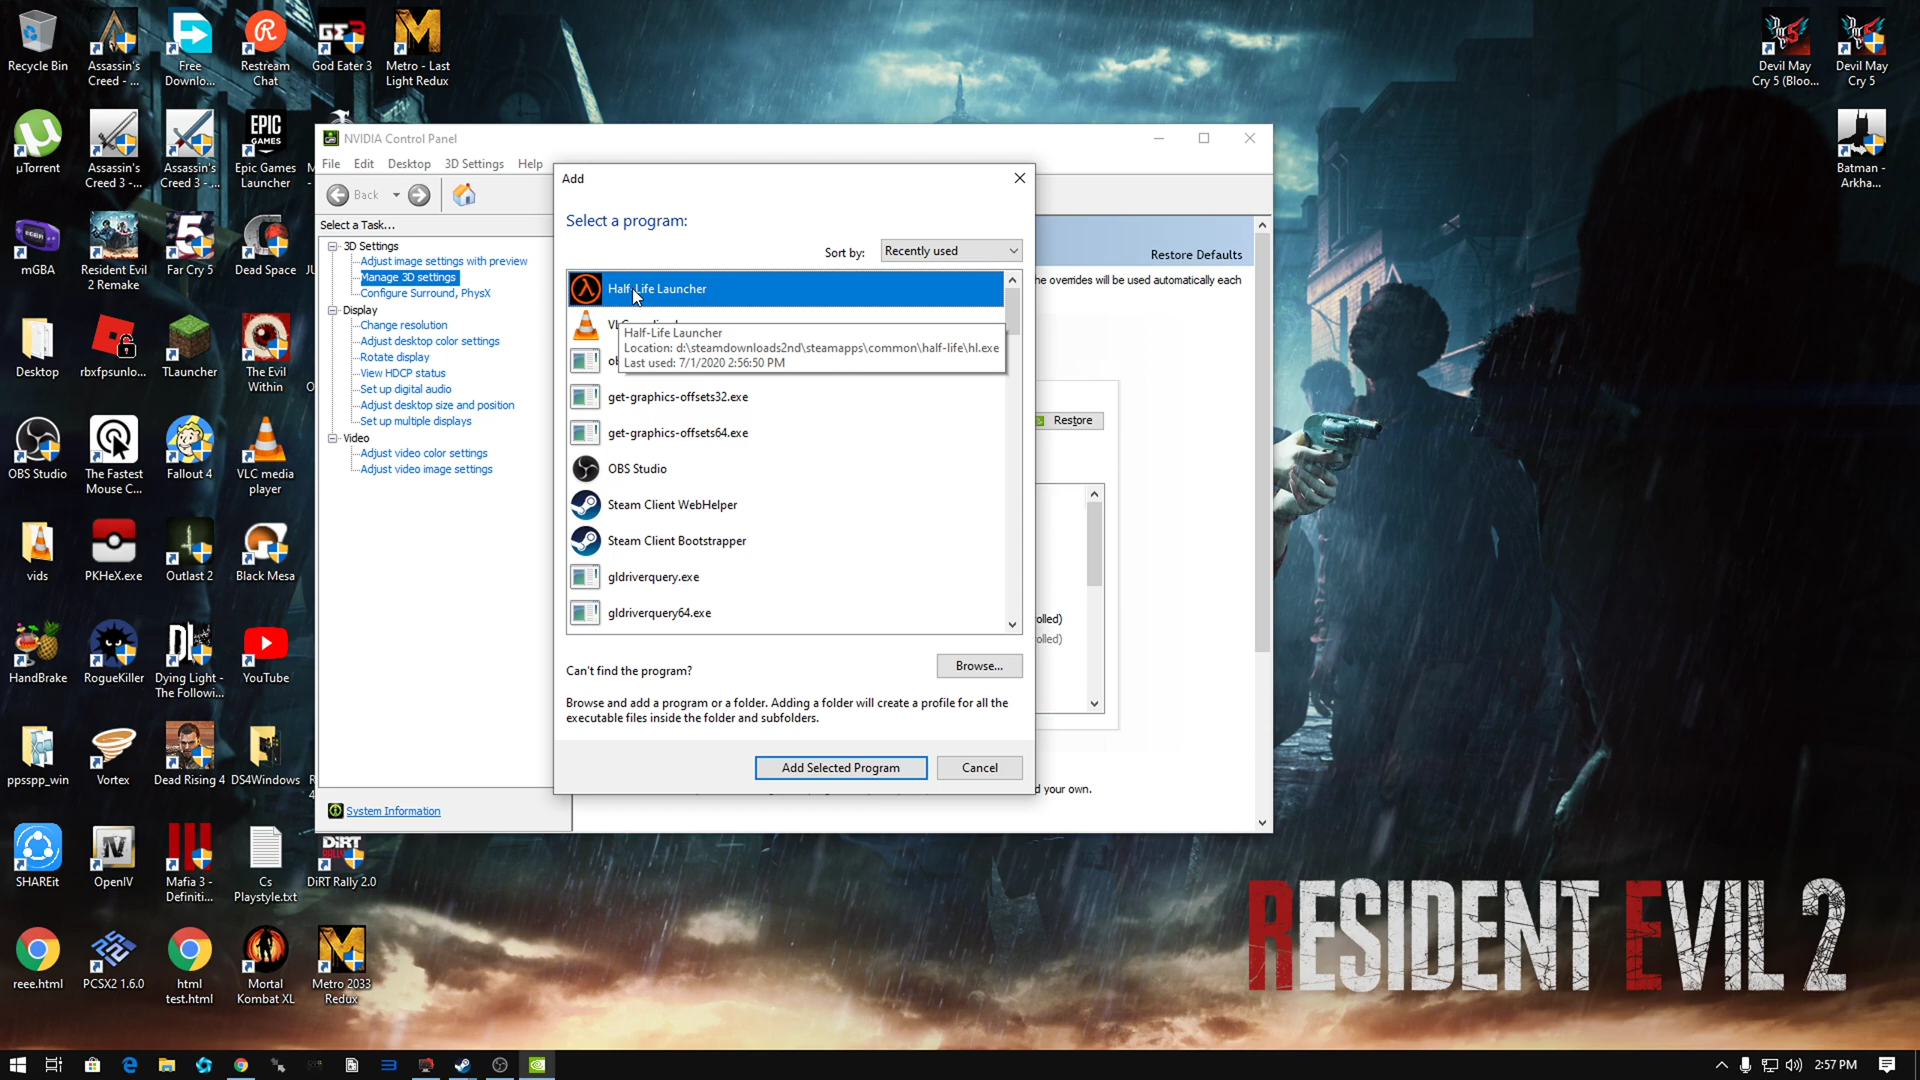 Recycle Bin
Assassin's
Creed - ...
Free
Downlo...
Restream
Chat
God Eater 3
Metro - Last
Light Redux
Devil May
Cry 5 (Bloo...
Devil May
Cry 5
µTorrent
Assassin's
Creed 3 -...
Assassin's
Creed 3 -...
EPIC
GAMES
Epic Games
Launcher
Batman -
Arkha...
mGBA
Resident Evil
2 Remake
Far Cry 5
Dead Space
Desktop
rbxfpsunlo...
TLauncher
The Evil
Within
OBS Studio
The Fastest
Mouse C...
Fallout 4
VLC media
player
vids
PKHeX.exe
Outlast 2
Black Mesa
HandBrake
RogueKiller
Dying Light -
The Followi...
YouTube
ppsspp_win
Vortex
Dead Rising 4
DS4Windows
SHAREit
OpenIV
Mafia 3 -
Definiti...
Cs
Playstyle.txt
DiRT Rally 2.0
reee.html
PCSX2 1.6.0
html
test.html
Mortal
Kombat XL
Metro 2033
Redux
NVIDIA Control Panel
File Edit Desktop 3D Settings Help
Back
Select a Task...
3D Settings
Adjust image settings with preview
Manage 3D settings
Configure Surround, PhysX
Display
Change resolution
Adjust desktop color settings
Rotate display
View HDCP status
Set up digital audio
Adjust desktop size and position
Set up multiple displays
Video
Adjust video color settings
Adjust video image settings
System Information
Restore Defaults
he overrides will be used automatically each
Restore
olled)
olled)
d your own.
Add
Select a program:
Sort by: Recently used
Half-Life Launcher
Half-Life Launcher
Location: d:\steamdownloads2nd\steamapps\common\half-life\hl.exe
Last used: 7/1/2020 2:56:50 PM
get-graphics-offsets32.exe
get-graphics-offsets64.exe
OBS Studio
Steam Client WebHelper
Steam Client Bootstrapper
gldriverquery.exe
gldriverquery64.exe
Can't find the program?
Browse...
Browse and add a program or a folder. Adding a folder will create a profile for all the
executable files inside the folder and subfolders.
Add Selected Program
Cancel
RESIDENT EVIL 2
2:57 PM